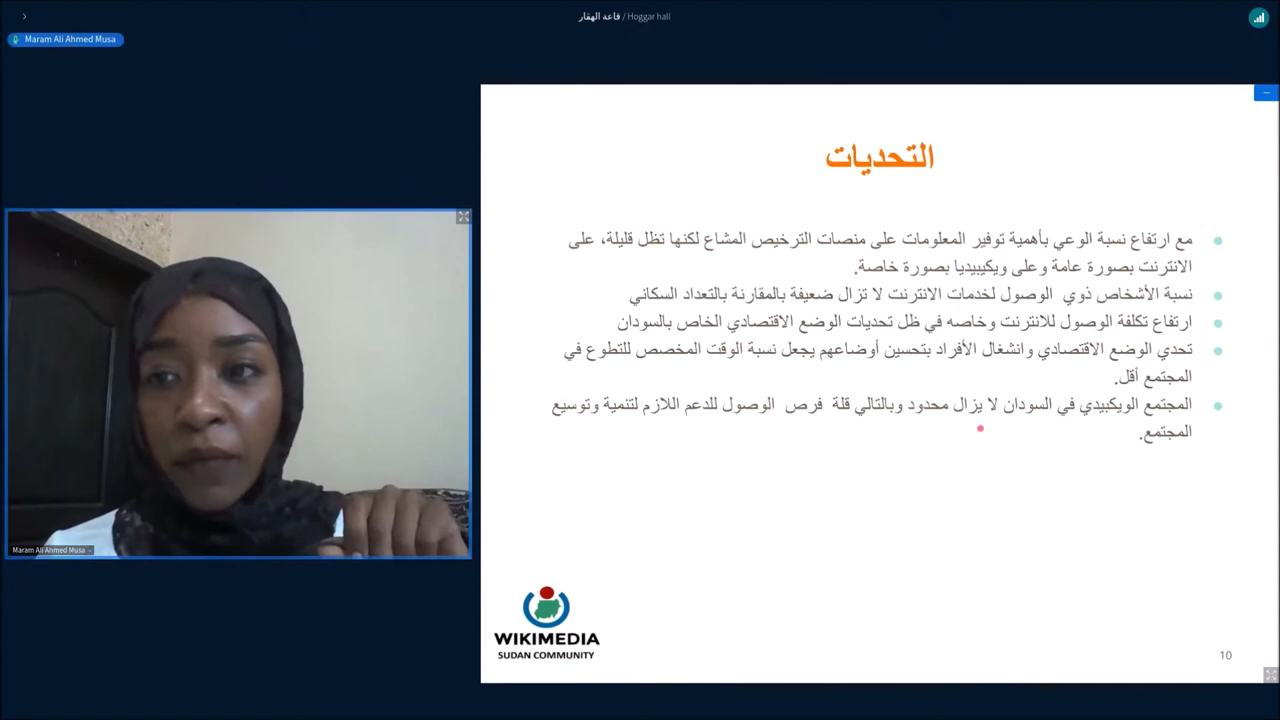 قاعة الهقار / Hoggar hall
Maram Ali Ahmed Musa
التحديات
مع ارتفاع نسبة الوعي بأهمية توفير المعلومات على منصات الترخيص المشاع لكنها تظل قليلة، على
الانترنت بصورة عامة وعلى ويكيبيديا بصورة خاصة.
نسبة الأشخاص ذوي الوصول لخدمات الانترنت لا تزال ضعيفة بالمقارنة بالتعداد السكاني
ارتفاع تكلفة الوصول للانترنت وخاصه في ظل تحديات الوضع الاقتصادي الخاص بالسودان
تحدي الوضع الاقتصادي وانشغال الأفراد بتحسين أوضاعهم يجعل نسبة الوقت المخصص للتطوع في
المجتمع أقل.
المجتمع الويكبيدي في السودان لا يزال محدود وبالتالي قلة فرص الوصول للدعم اللازم لتنمية وتوسيع
المجتمع.
Maram Ali Ahmed Musa
WIKIMEDIA
SUDAN COMMUNITY
10